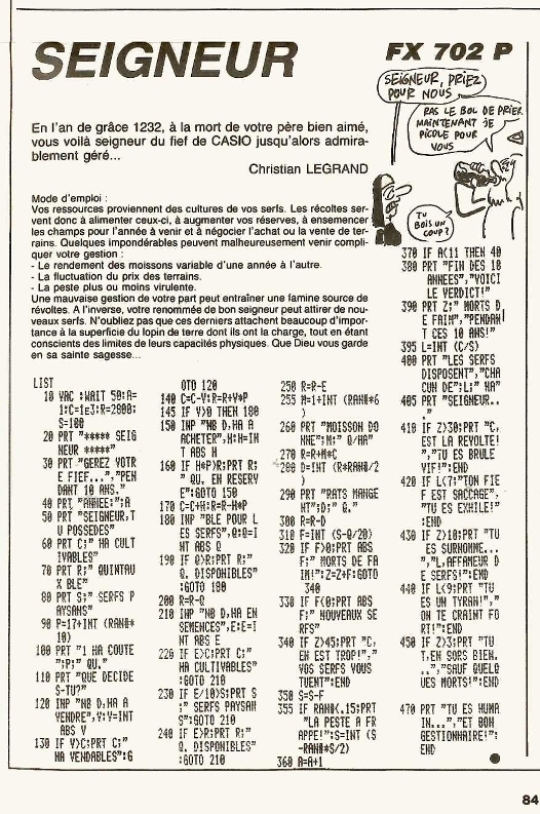 SEIGNEUR
FX 702 P
SEIGNEUR, PRIEZ
POUR NOUS
RAS LE BOL DE PRIER
MAINTENANT JE
PICOLE POUR
VOUS
TU
BOIS UN
COUP?
En l'an de grâce 1232, à la mort de votre père bien aimé,
vous voilà seigneur du fief de CASIO jusqu'alors admira-
blement géré...
Christian LEGRAND
Mode d'emploi :
Vos ressources proviennent des cultures de vos serfs. Les récoltes ser-
vent donc à alimenter ceux-ci, à augmenter vos réserves, à ensemencer
les champs pour l'année à venir et à négocier l'achat ou la vente de ter-
rains. Quelques impondérables peuvent malheureusement venir compli-
quer votre gestion :
- Le rendement des moissons variable d'une année à l'autre.
- La fluctuation du prix des terrains.
- La peste plus ou moins virulente.
Une mauvaise gestion de votre part peut entraîner une famine source de
révoltes. A l'inverse, votre renommée de bon seigneur peut attirer de nou-
veaux serfs. N'oubliez pas que ces derniers attachent beaucoup d'impor-
tance à la superficie du lopin de terre dont ils ont la charge, tout en étant
conscients des limites de leurs capacités physiques. Que Dieu vous garde
en sa sainte sagesse...
LIST
10 VAC :WAIT 50:A=
1:C=1E3:R=2000:
S=100
20 PRT "***** SEIG
NEUR *****"
30 PRT "GEREZ VOTR
E FIEF...","PEN
DANT 10 ANS."
40 PRT "ANNEE:";A
50 PRT "SEIGNEUR,T
U POSSEDES"
60 PRT C;" HA CULT
IVABLES"
70 PRT R;" QUINTAU
X BLE"
80 PRT S;" SERFS P
AYSANS"
90 P=17+INT (RAN#*
10)
100 PRT "1 HA COUTE
";P;" QU."
110 PRT "QUE DECIDE
S-TU?"
120 INP "NB D,HA A
VENDRE",V:V=INT
ABS V
130 IF V>C;PRT C;"
HA VENDABLES":G
OTO 120
140 C=C-V:R=R+V*P
145 IF V>0 THEN 180
150 INP "NB D,HA A
ACHETER",H:H=IN
T ABS H
160 IF H*P>R;PRT R;
" QU. EN RESERV
E":GOTO 150
170 C=C+H:R=R-H*P
180 INP "BLE POUR L
ES SERFS",Q:Q=I
NT ABS Q
190 IF Q>R;PRT R;"
Q. DISPONIBLES"
:GOTO 180
200 R=R-Q
210 INP "NB D,HA EN
SEMENCES",E:E=I
NT ABS E
220 IF E>C;PRT C;"
HA CULTIVABLES"
:GOTO 210
230 IF E/10>S;PRT S
;" SERFS PAYSAN
S":GOTO 210
240 IF E>R;PRT R;"
Q. DISPONIBLES"
:GOTO 210
250 R=R-E
255 M=1+INT (RAN#*6
)
260 PRT "MOISSON DO
NNE";M;" Q/HA"
270 R=R+M*C
280 D=INT (R*RAN#/2
)
290 PRT "RATS MANGE
NT";D;" Q."
300 R=R-D
310 F=INT (S-Q/20)
320 IF F>0;PRT ABS
F;" MORTS DE FA
IM!":Z=Z+F:GOTO
340
330 IF F<0;PRT ABS
F;" NOUVEAUX SE
RFS"
340 IF Z>45;PRT "C,
EN EST TROP!","
VOS SERFS VOUS
TUENT":END
350 S=S-F
355 IF RAN#<.15;PRT
"LA PESTE A FR
APPE!":S=INT (S
-RAN#*S/2)
360 A=A+1
370 IF A<11 THEN 40
380 PRT "FIN DES 10
ANNEES","VOICI
LE VERDICT!"
390 PRT Z;" MORTS D
E FAIM","PENDAN
T CES 10 ANS!"
395 L=INT (C/S)
400 PRT "LES SERFS
DISPOSENT","CHA
CUN DE";L;" HA"
405 PRT "SEIGNEUR..
."
410 IF Z>30;PRT "C,
EST LA REVOLTE!
","TU ES BRULE
VIF!":END
420 IF L<7;"TON FIE
F EST SACCAGE",
"TU ES EXHILE!"
:END
430 IF Z>10;PRT "TU
ES SURNOMME...
","L,AFFAMEUR D
E SERFS!":END
440 IF L<9;PRT "TU
ES UN TYRAN!","
ON TE CRAINT FO
RT!":END
450 IF Z>3;PRT "TU
T,EN SORS BIEN.
..","SAUF QUELQ
UES MORTS!":END
470 PRT "TU ES HUMA
IN...","ET BON
GESTIONNAIRE!":
END
84